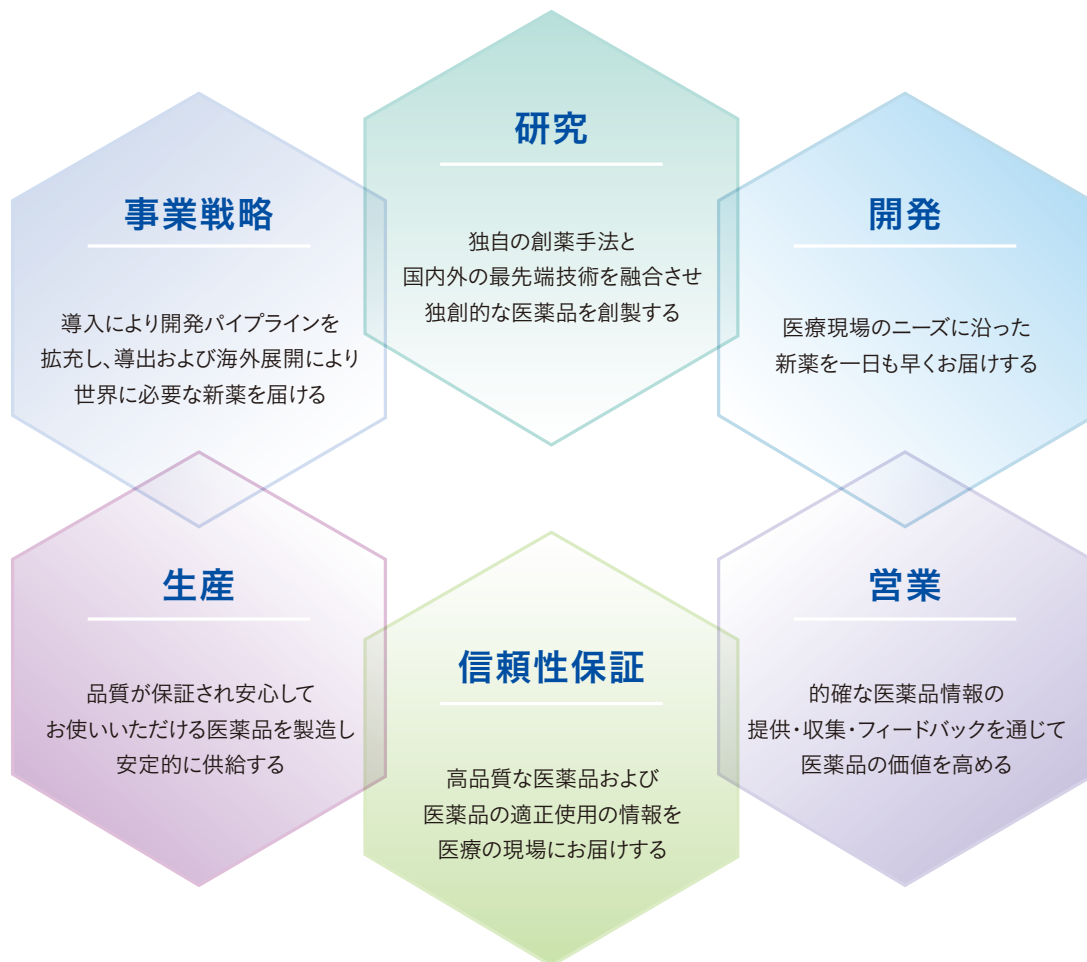 研究
独自の創薬手法と
国内外の最先端技術を融合させ
独創的な医薬品を創製する
事業戦略
導入により開発パイプラインを
拡充し、導出および海外展開により
世界に必要な新薬を届ける
開発
医療現場のニーズに沿った
新薬を一日も早くお届けする
生産
品質が保証され安心して
お使いいただける医薬品を製造し
安定的に供給する
信頼性保証
高品質な医薬品および
医薬品の適正使用の情報を
医療の現場にお届けする
営業
的確な医薬品情報の
提供・収集・フィードバックを通じて
医薬品の価値を高める